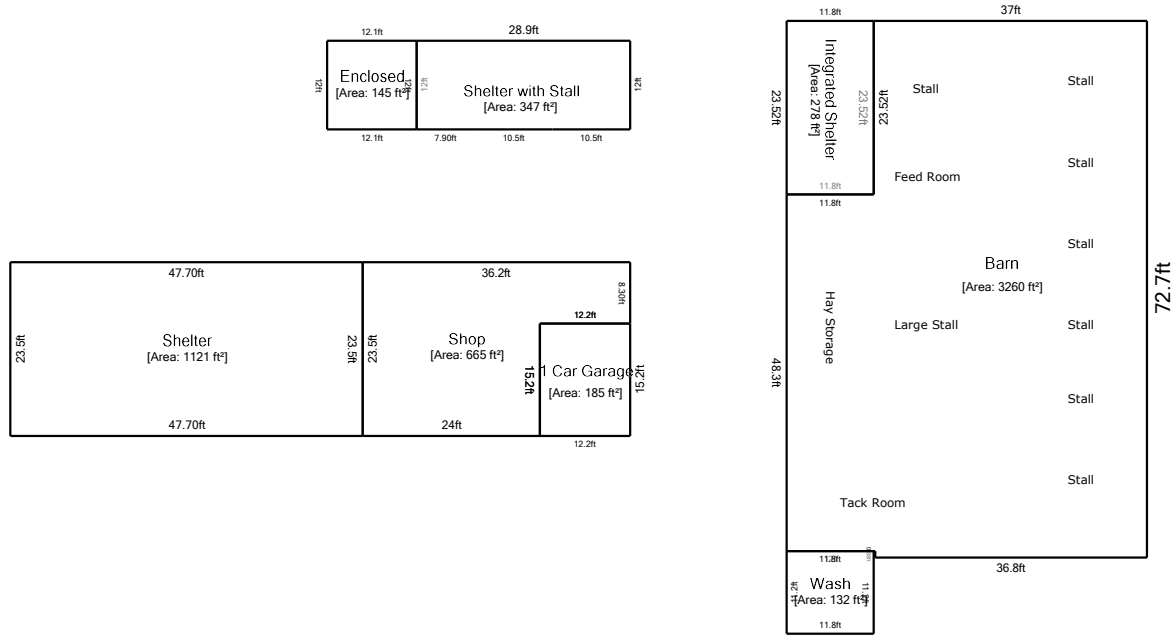 12.1ft
28.9ft
12ft
Enclosed
[Area: 145 ft²]
12ft
12ft
Shelter with Stall
[Area: 347 ft²]
12ft
12.1ft
7.90ft
10.5ft
10.5ft
47.70ft
36.2ft
8.30ft
12.2ft
23.5ft
Shelter
[Area: 1121 ft²]
23.5ft
23.5ft
Shop
[Area: 665 ft²]
15.2ft
1 Car Garage
[Area: 185 ft²]
15.2ft
47.70ft
24ft
12.2ft
11.8ft
37ft
23.52ft
Integrated Shelter
[Area: 278 ft²]
23.52ft
23.52ft
11.8ft
11.8ft
Stall
Stall
Feed Room
Stall
Stall
Barn
[Area: 3260 ft²]
72.7ft
Hay Storage
Large Stall
Stall
48.3ft
Stall
Stall
Tack Room
11.8ft
36.8ft
11.2ft
Wash
[Area: 132 ft²]
11.2ft
11.8ft